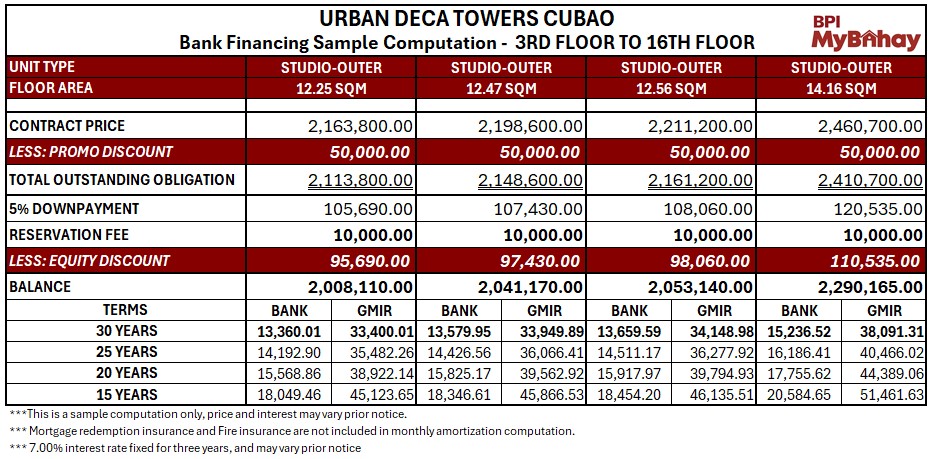 URBAN DECA TOWERS CUBAO
Bank Financing Sample Computation - 3RD FLOOR TO 16TH FLOOR
BPI
MyBahay
UNIT TYPE STUDIO-OUTER STUDIO-OUTER STUDIO-OUTER STUDIO-OUTER
FLOOR AREA 12.25 SQM 12.47 SQM 12.56 SQM 14.16 SQM
CONTRACT PRICE 2,163,800.00 2,198,600.00 2,211,200.00 2,460,700.00
LESS: PROMO DISCOUNT 50,000.00 50,000.00 50,000.00 50,000.00
TOTAL OUTSTANDING OBLIGATION 2,113,800.00 2,148,600.00 2,161,200.00 2,410,700.00
5% DOWNPAYMENT 105,690.00 107,430.00 108,060.00 120,535.00
RESERVATION FEE 10,000.00 10,000.00 10,000.00 10,000.00
LESS: EQUITY DISCOUNT 95,690.00 97,430.00 98,060.00 110,535.00
BALANCE 2,008,110.00 2,041,170.00 2,053,140.00 2,290,165.00
TERMS BANK GMIR BANK GMIR BANK GMIR BANK GMIR
30 YEARS 13,360.01 33,400.01 13,579.95 33,949.89 13,659.59 34,148.98 15,236.52 38,091.31
25 YEARS 14,192.90 35,482.26 14,426.56 36,066.41 14,511.17 36,277.92 16,186.41 40,466.02
20 YEARS 15,568.86 38,922.14 15,825.17 39,562.92 15,917.97 39,794.93 17,755.62 44,389.06
15 YEARS 18,049.46 45,123.65 18,346.61 45,866.53 18,454.20 46,135.51 20,584.65 51,461.63
***This is a sample computation only, price and interest may vary prior notice.
*** Mortgage redemption insurance and Fire insurance are not included in monthly amortization computation.
*** 7.00% interest rate fixed for three years, and may vary prior notice